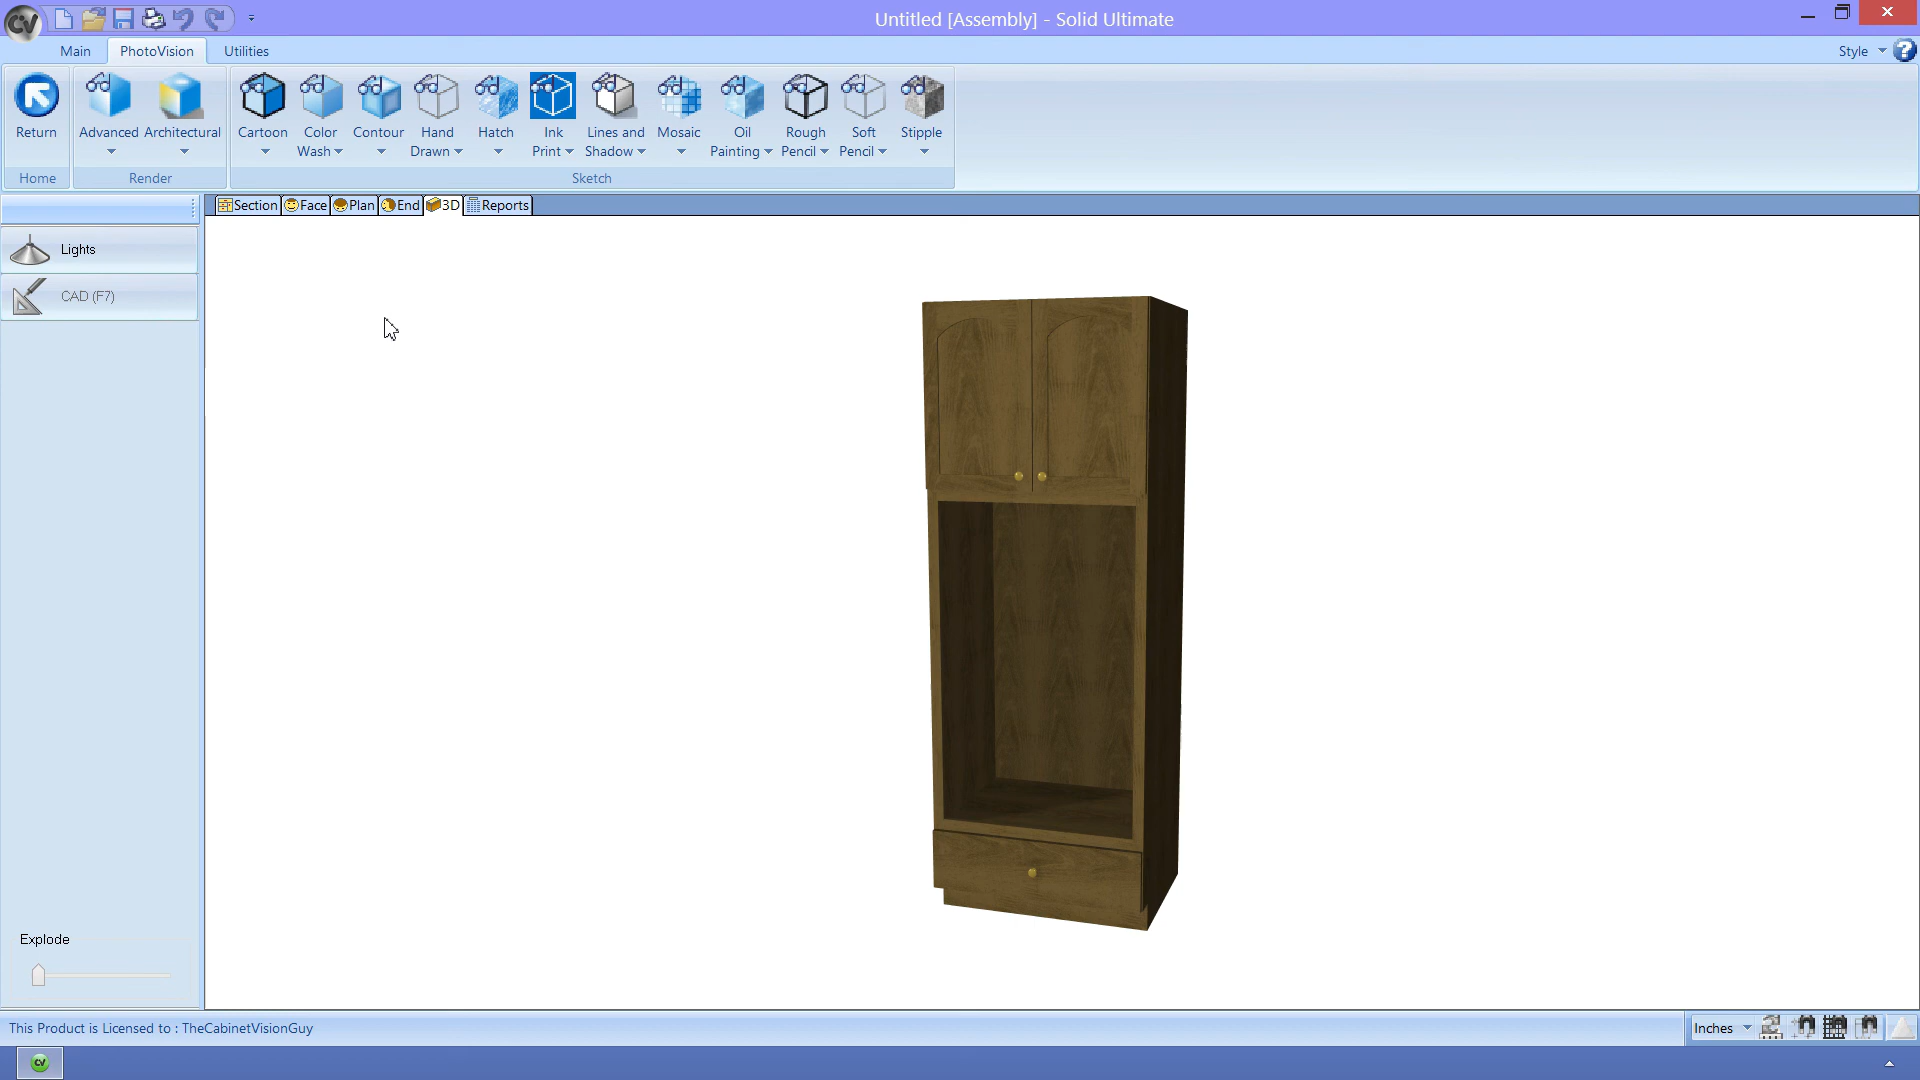 CV
Untitled [Assembly] - Solid Ultimate
Main
PhotoVision
Utilities
Style
?
Return
Advanced
Architectural
Cartoon
Color
Wash
Contour
Hand
Drawn
Hatch
Ink
Print
Lines and
Shadow
Mosaic
Oil
Painting
Rough
Pencil
Soft
Pencil
Stipple
Home
Render
Sketch
Section
Face
Plan
End
3D
Reports
Lights
CAD (F7)
Explode
This Product is Licensed to : TheCabinetVisionGuy
Inches
CV